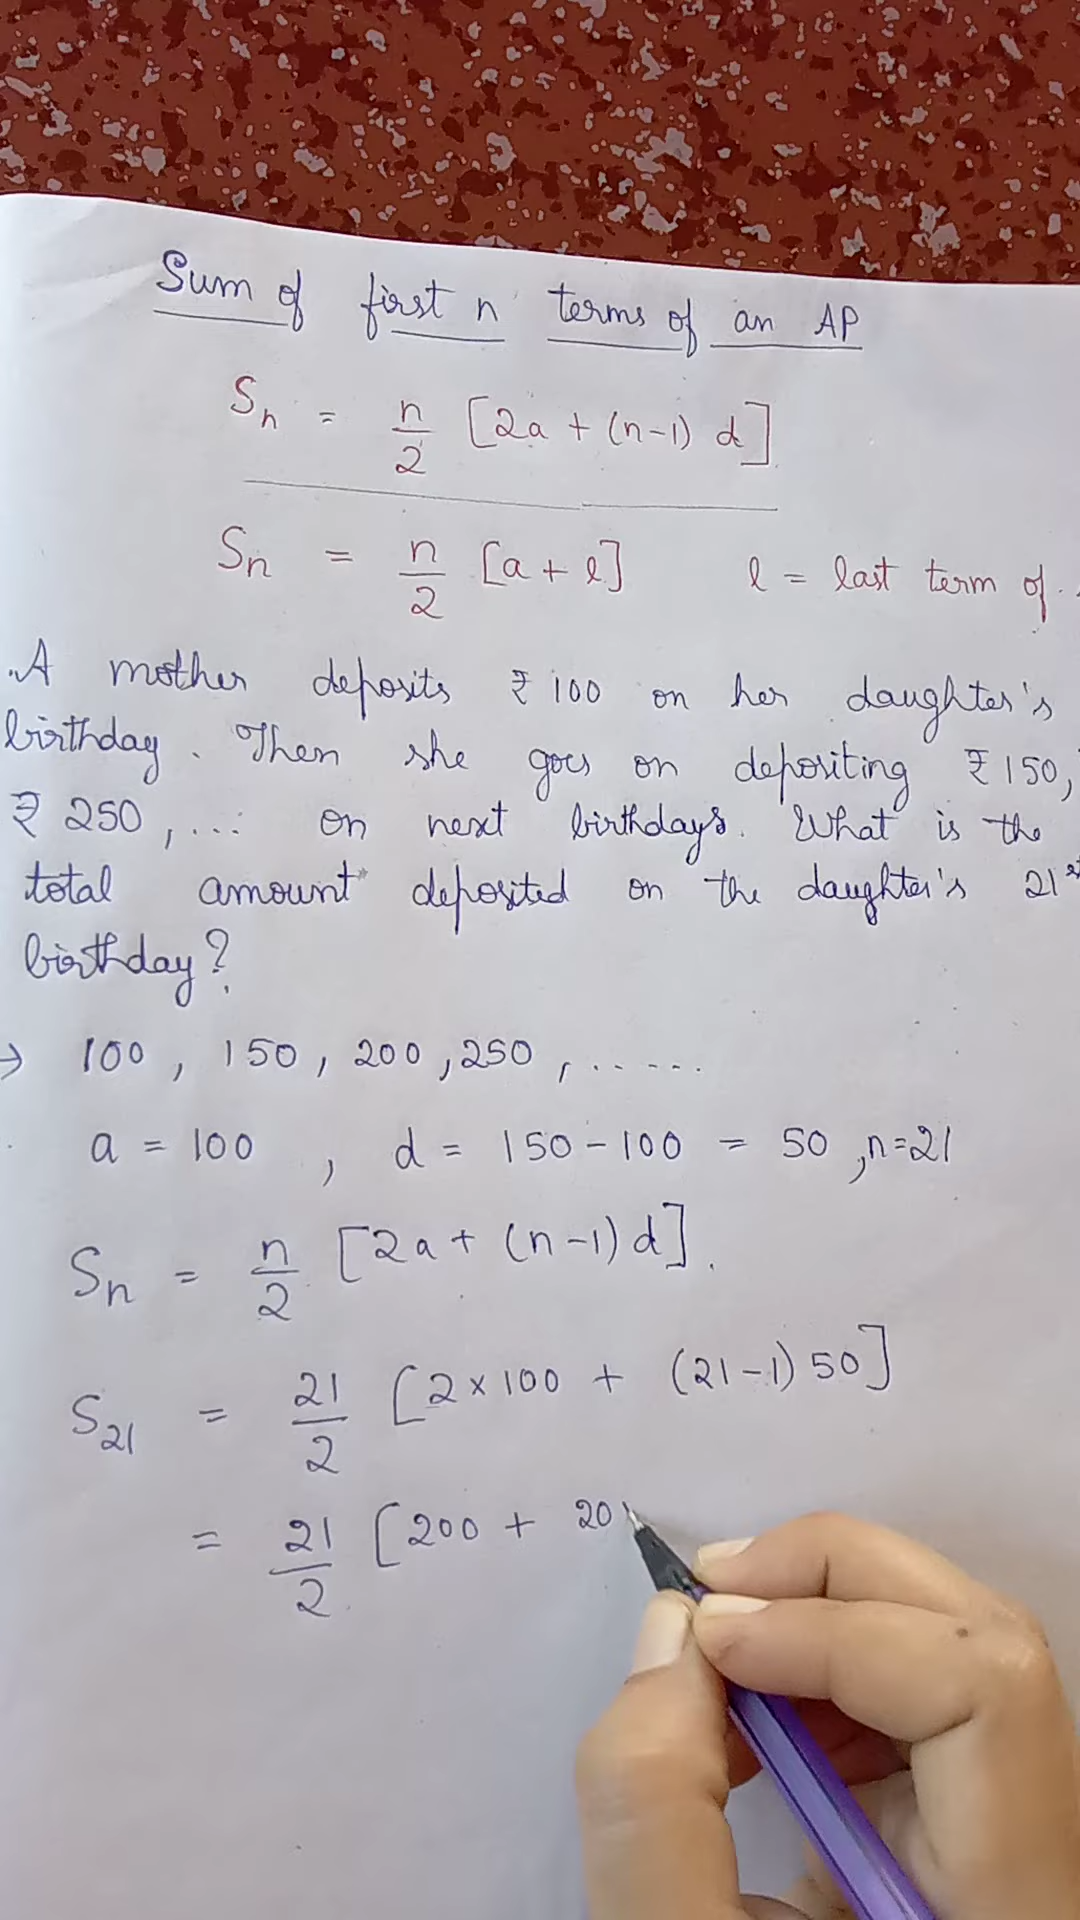 Sum of first n terms of an AP
Sn = n/2 [2a + (n-1) d]
Sn = n/2 [a + l]   l = last term of
A mother deposits ₹ 100 on her daughter's
birthday. Then she goes on depositing ₹ 150,
₹ 250, ... on next birthdays. What is the
total amount deposited on the daughter's 21st
birthday?
→ 100, 150, 200, 250, ......
a = 100, d = 150 - 100 = 50, n = 21
Sn = n/2 [2a + (n-1) d].
S21 = 21/2 [2 × 100 + (21-1) 50]
= 21/2 [200 + 20